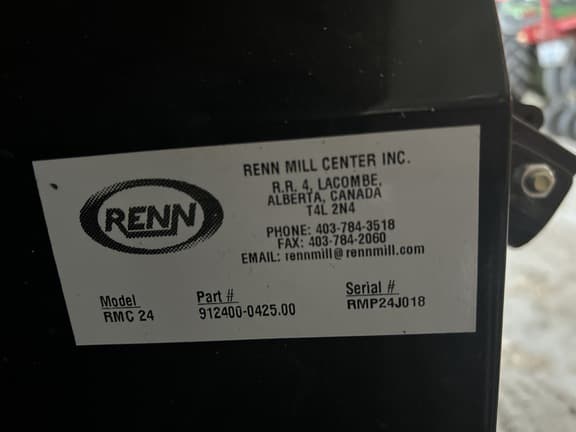 RENN
RENN MILL CENTER INC.
R.R. 4, LACOMBE,
ALBERTA, CANADA
T4L 2N4
PHONE: 403-784-3518
FAX: 403-784-2060
EMAIL: rennmill@rennmill.com
Model Part # Serial #
RMC 24 912400-0425.00 RMP24J018